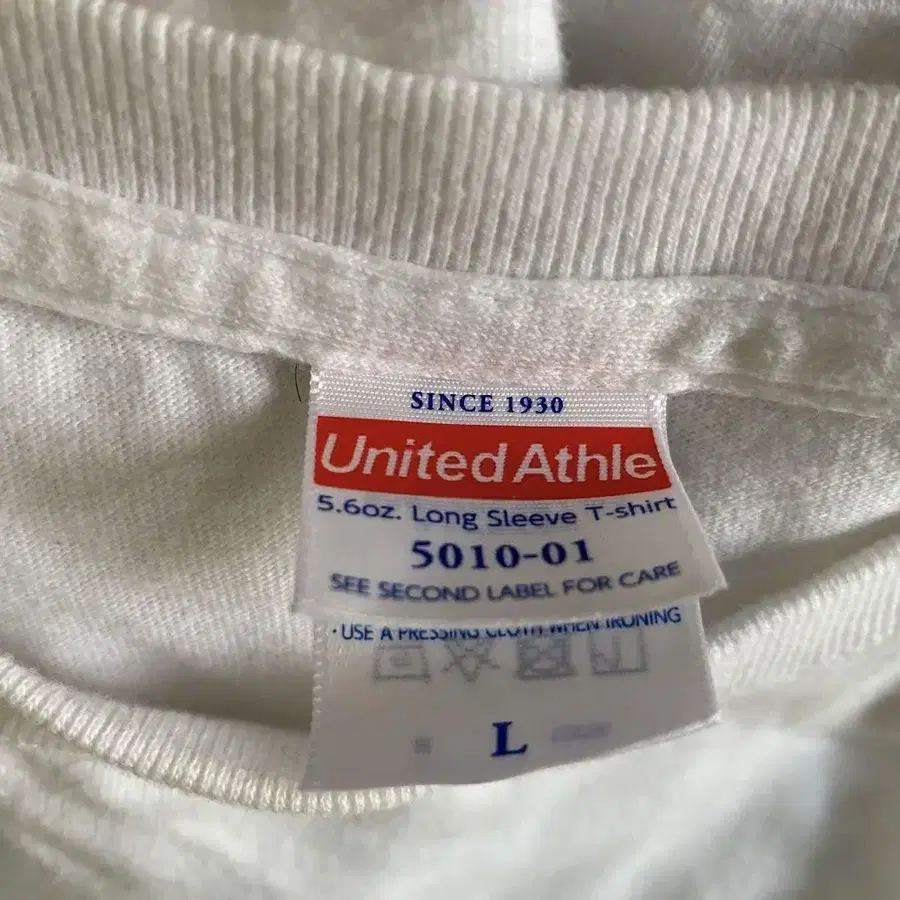 SINCE 1930
United Athle
5.6oz. Long Sleeve T-shirt
5010-01
SEE SECOND LABEL FOR CARE
· USE A PRESSING CLOTH WHEN IRONING
L